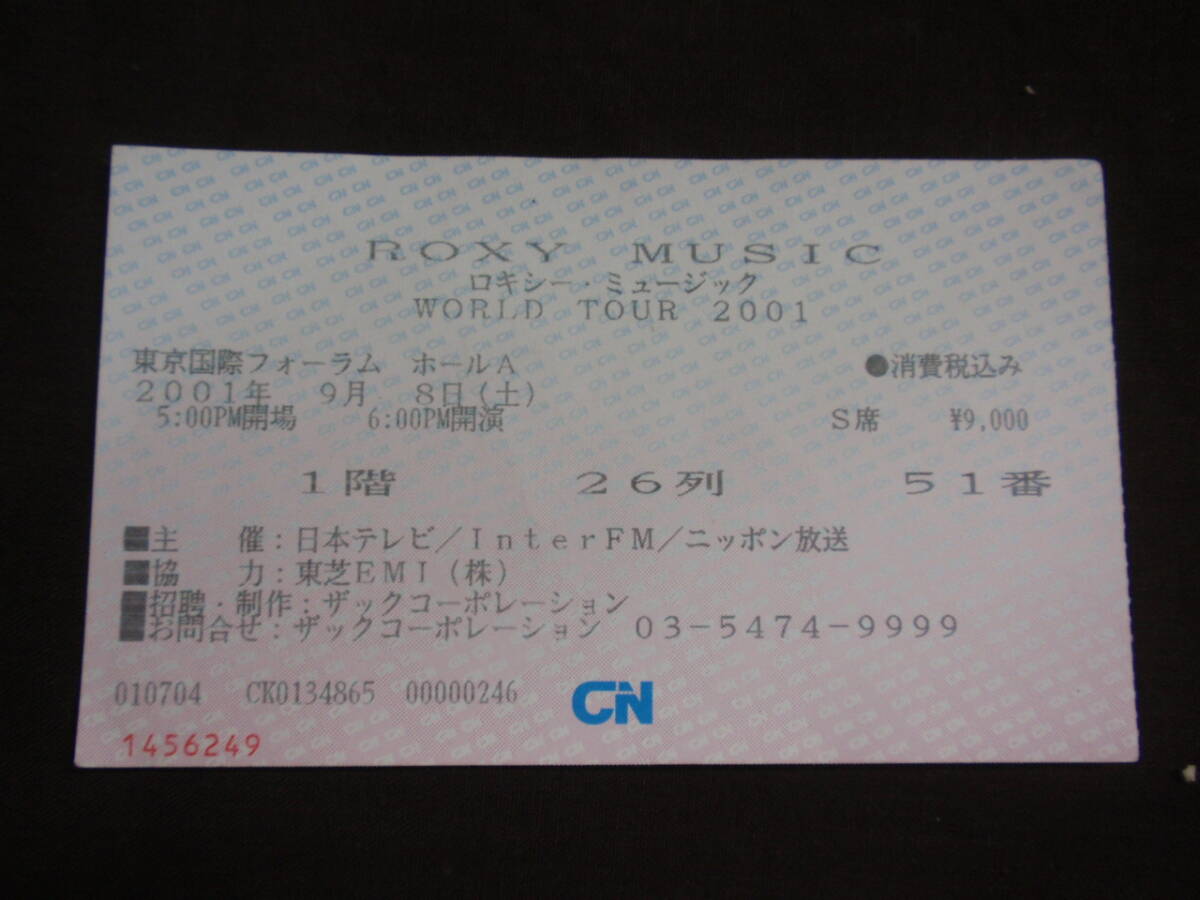 ROXY MUSIC
ロキシー・ミュージック
WORLD TOUR 2001
東京国際フォーラム ホールA ●消費税込み
2001年 9月 8日(土)
5:00PM開場 6:00PM開演 S席 ¥9,000
1階 26列 51番
■主 催:日本テレビ/InterFM/ニッポン放送
■協 力:東芝EMI(株)
■招聘・制作:ザックコーポレーション
■お問合せ:ザックコーポレーション 03-5474-9999
010704 CK0134865 00000246 CN
1456249